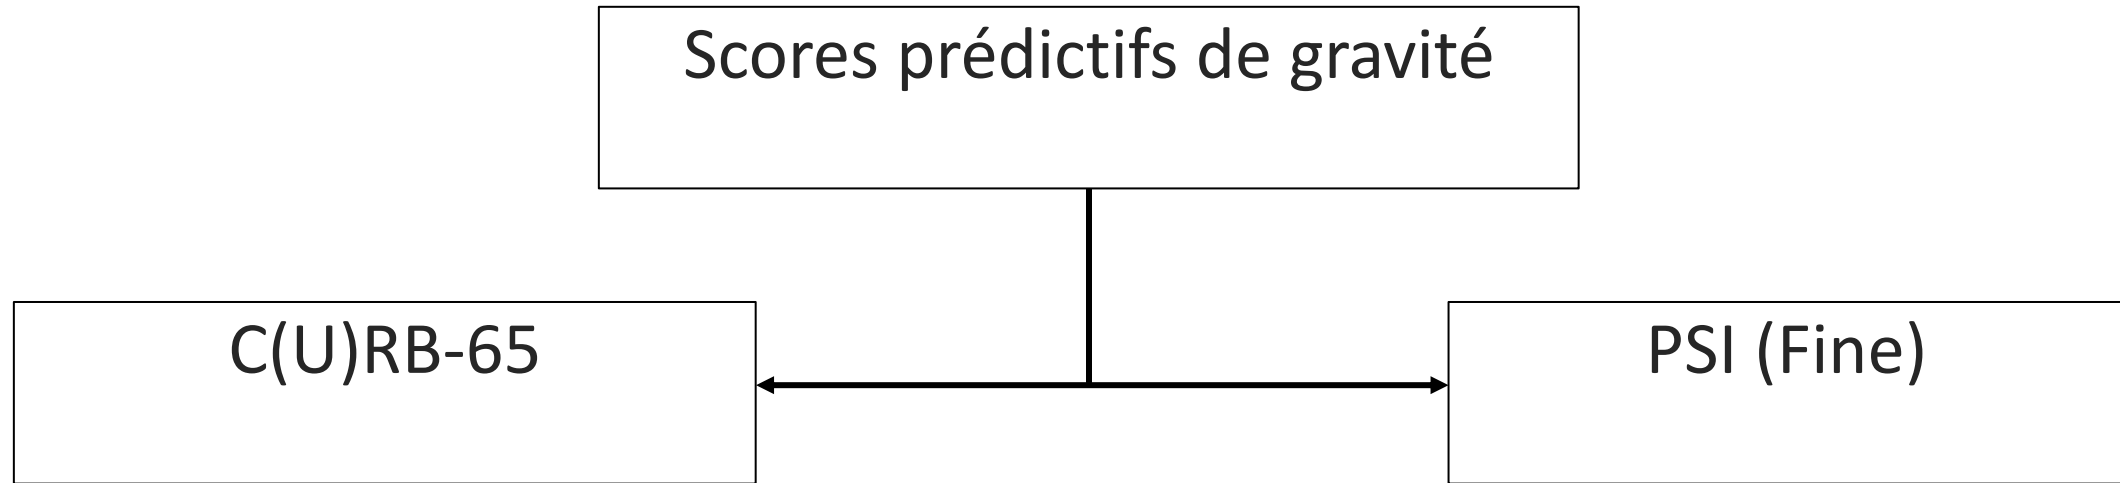 Scores prédictifs de gravité
C(U)RB-65
PSI (Fine)